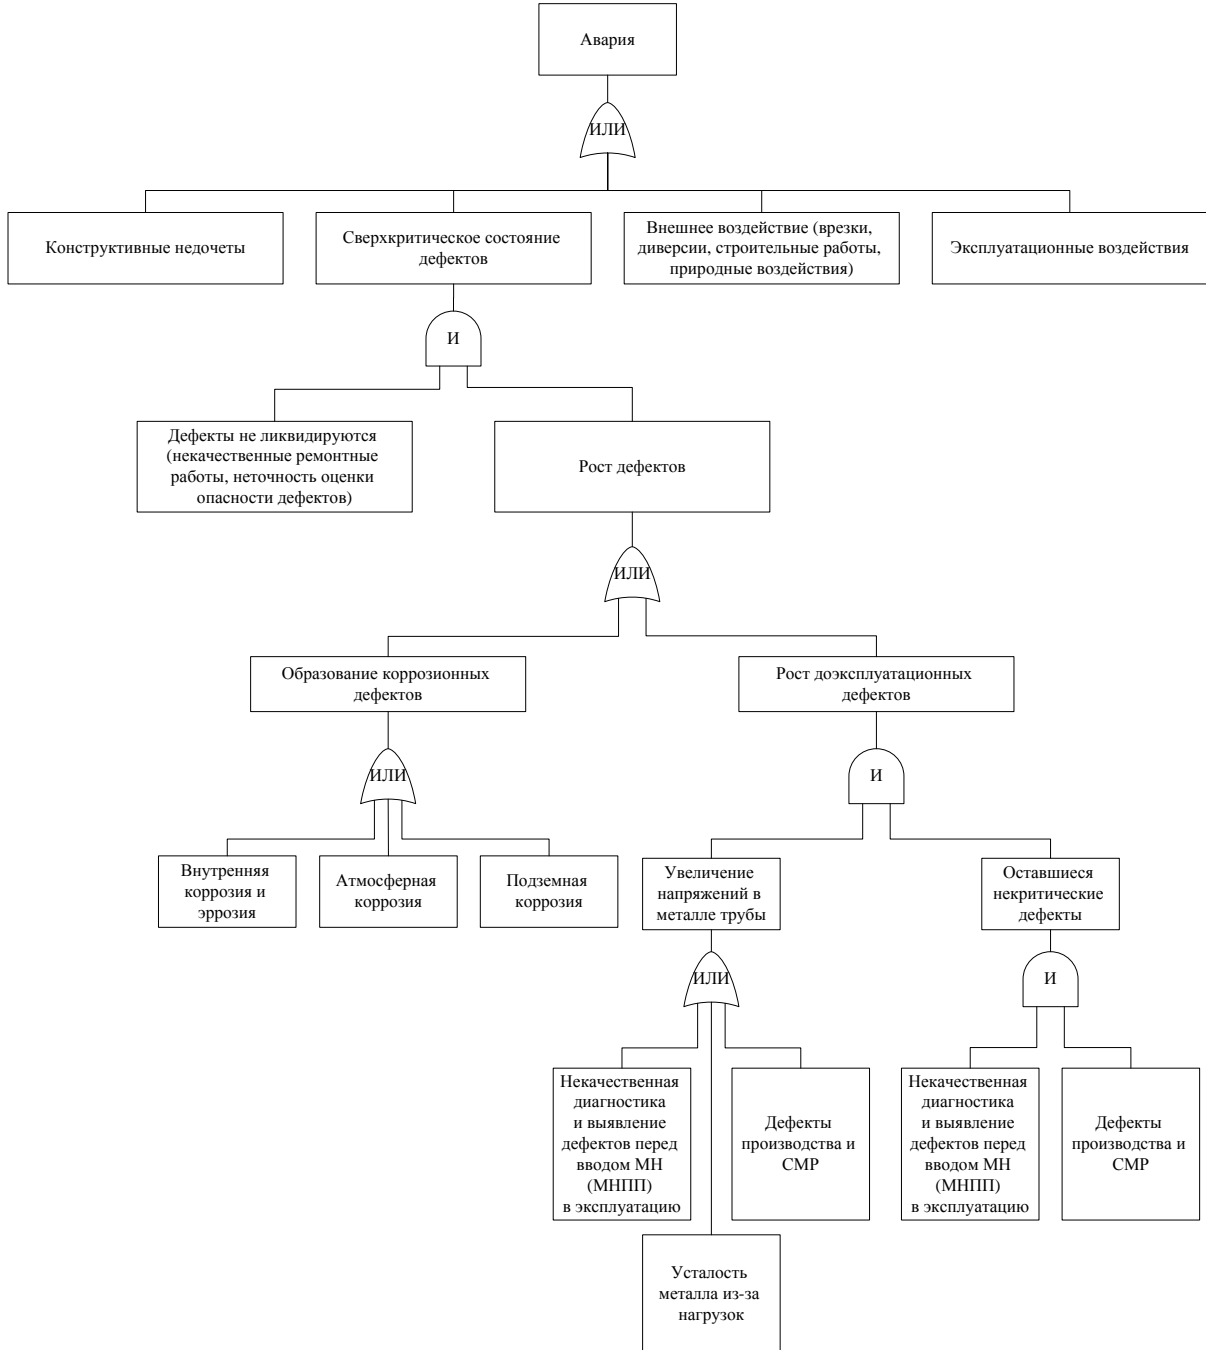 Авария
ИЛИ
Конструктивные недочеты
Сверхкритическое состояние
дефектов
Внешнее воздействие (врезки,
диверсии, строительные работы,
природные воздействия)
Эксплуатационные воздействия
И
Дефекты не ликвидируются
(некачественные ремонтные
работы, неточность оценки
опасности дефектов)
Рост дефектов
ИЛИ
Образование коррозионных
дефектов
Рост доэксплуатационных
дефектов
ИЛИ
И
Внутренняя
коррозия и
эррозия
Атмосферная
коррозия
Подземная
коррозия
Увеличение
напряжений в
металле трубы
Оставшиеся
некритические
дефекты
ИЛИ
И
Некачественная
диагностика
и выявление
дефектов перед
вводом МН
(МНПП)
в эксплуатацию
Дефекты
производства и
СМР
Некачественная
диагностика
и выявление
дефектов перед
вводом МН
(МНПП)
в эксплуатацию
Дефекты
производства и
СМР
Усталость
металла из-за
нагрузок